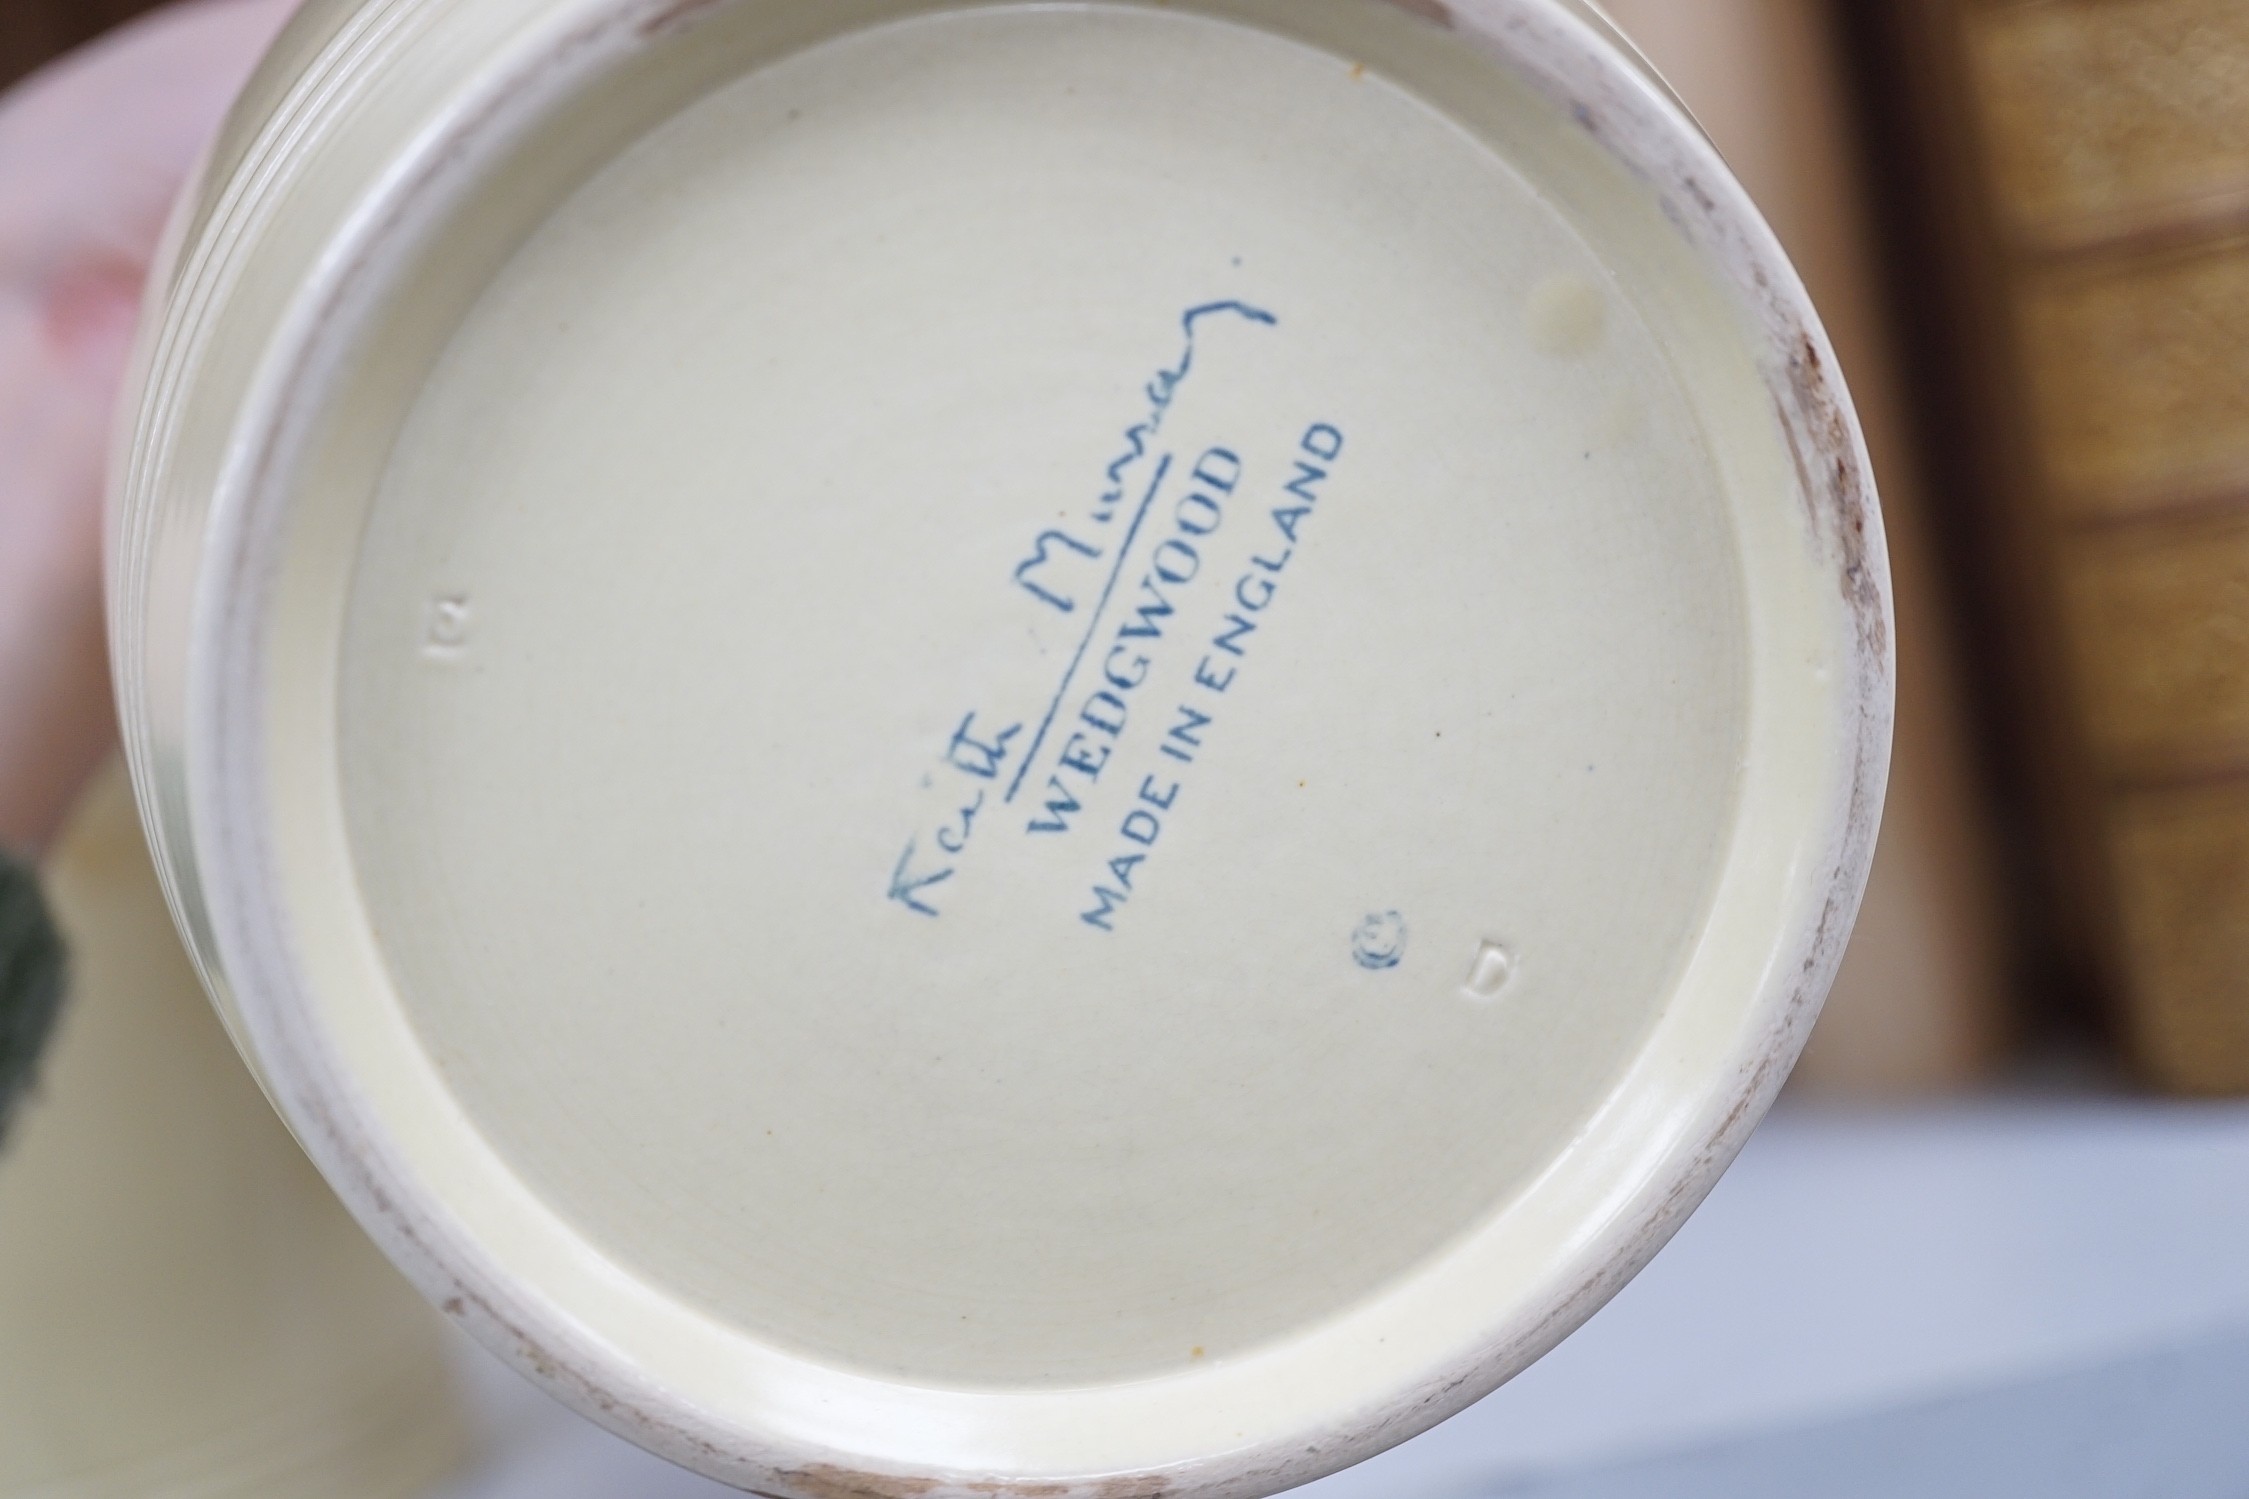 Keith Murray
WEDGWOOD
MADE IN ENGLAND
D